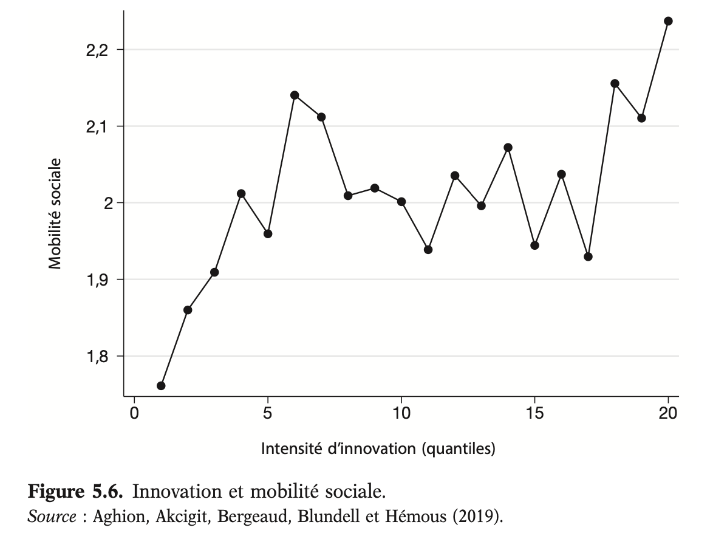 2,2
2,1
2
1,9
1,8
Mobilité sociale
0 5 10 15 20
Intensité d’innovation (quantiles)
Figure 5.6. Innovation et mobilité sociale.
Source : Aghion, Akcigit, Bergeaud, Blundell et Hémous (2019).